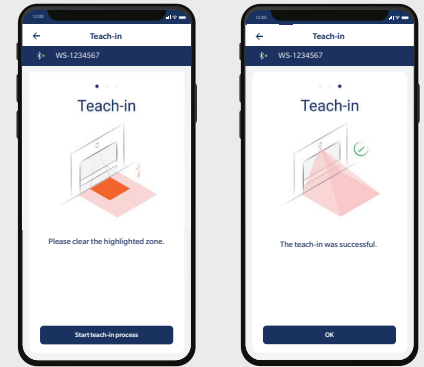 12:00
Teach-in
WS-1234567
Teach-in
Please clear the highlighted zone.
Start teach-in process
12:00
Teach-in
WS-1234567
Teach-in
The teach-in was successful.
OK